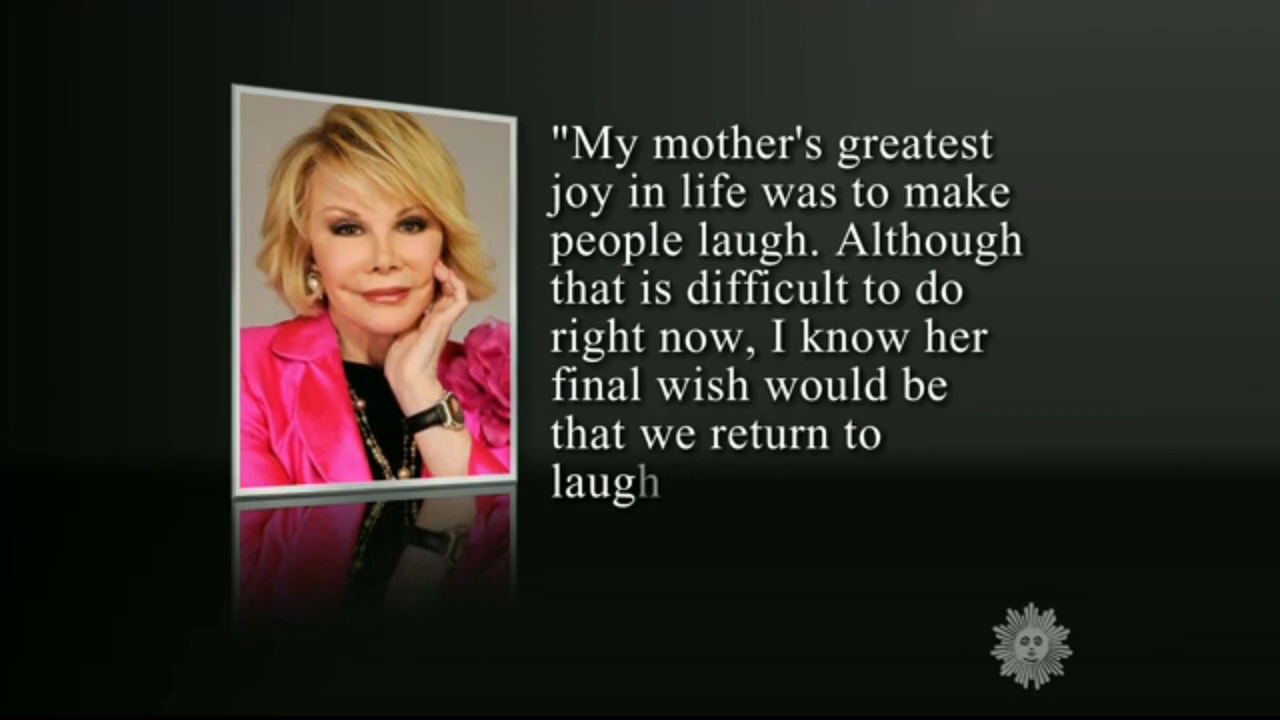 "My mother's greatest
joy in life was to make
people laugh. Although
that is difficult to do
right now, I know her
final wish would be
that we return to
laugh